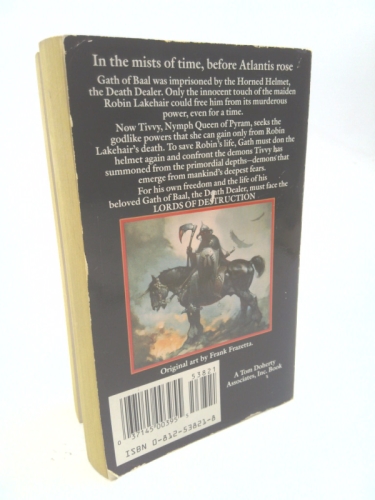 In the mists of time, before Atlantis rose
Gath of Baal was imprisoned by the Horned Helmet,
the Death Dealer. Only the innocent touch of the maiden
Robin Lakehair could free him from its murderous
power, even for a time.
Now Tivvy, Nymph Queen of Pyram, seeks the
godlike powers that she can gain only from Robin
Lakehair's death. To save Robin's life, Gath must don the
helmet again and confront the demons Tivvy has
summoned from the primordial depths—demons that
emerge from mankind's deepest fears.
For his own freedom and the life of his
beloved Gath of Baal, the Death Dealer, must face the
LORDS OF DESTRUCTION
Original art by Frank Frazetta.
A Tom Doherty
Associates, Inc. Book
53821
0 37145 00395
ISBN 0-812-53821-8